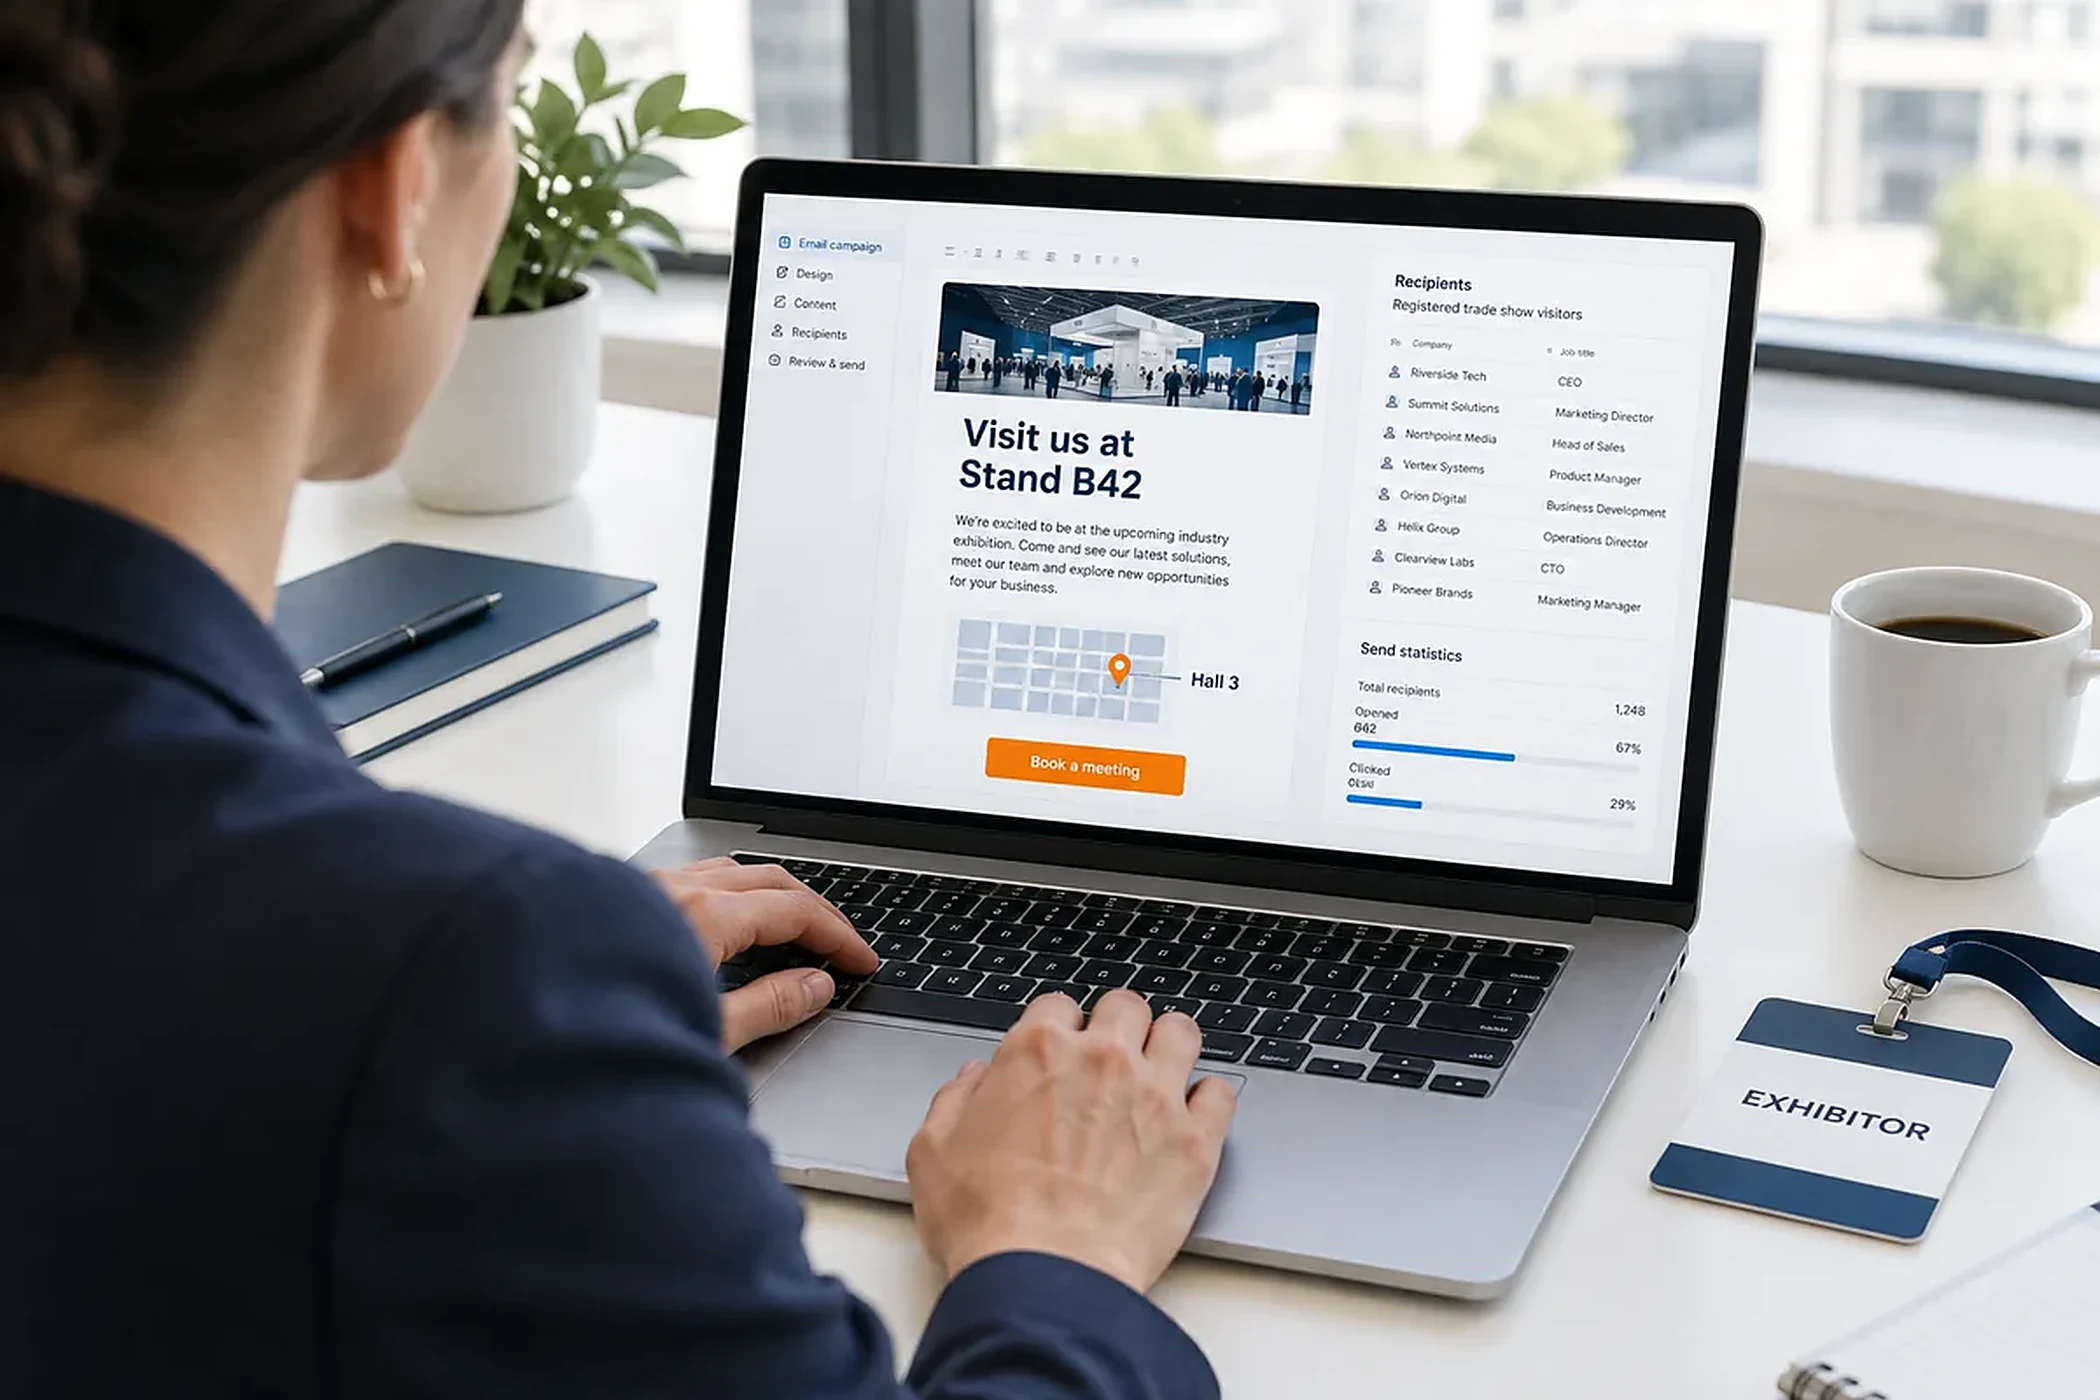 Email campaign
Design
Content
Recipients
Review & send
Visit us at
Stand B42
We're excited to be at the upcoming industry
exhibition. Come and see our latest solutions,
meet our team and explore new opportunities
for your business.
Hall 3
Book a meeting
Recipients
Registered trade show visitors
Company Job title
Riverside Tech CEO
Summit Solutions Marketing Director
Northpoint Media Head of Sales
Vertex Systems Product Manager
Orion Digital Business Development
Helix Group Operations Director
Clearview Labs CTO
Pioneer Brands Marketing Manager
Send statistics
Total recipients 1,248
Opened
67%
Clicked
29%
EXHIBITOR